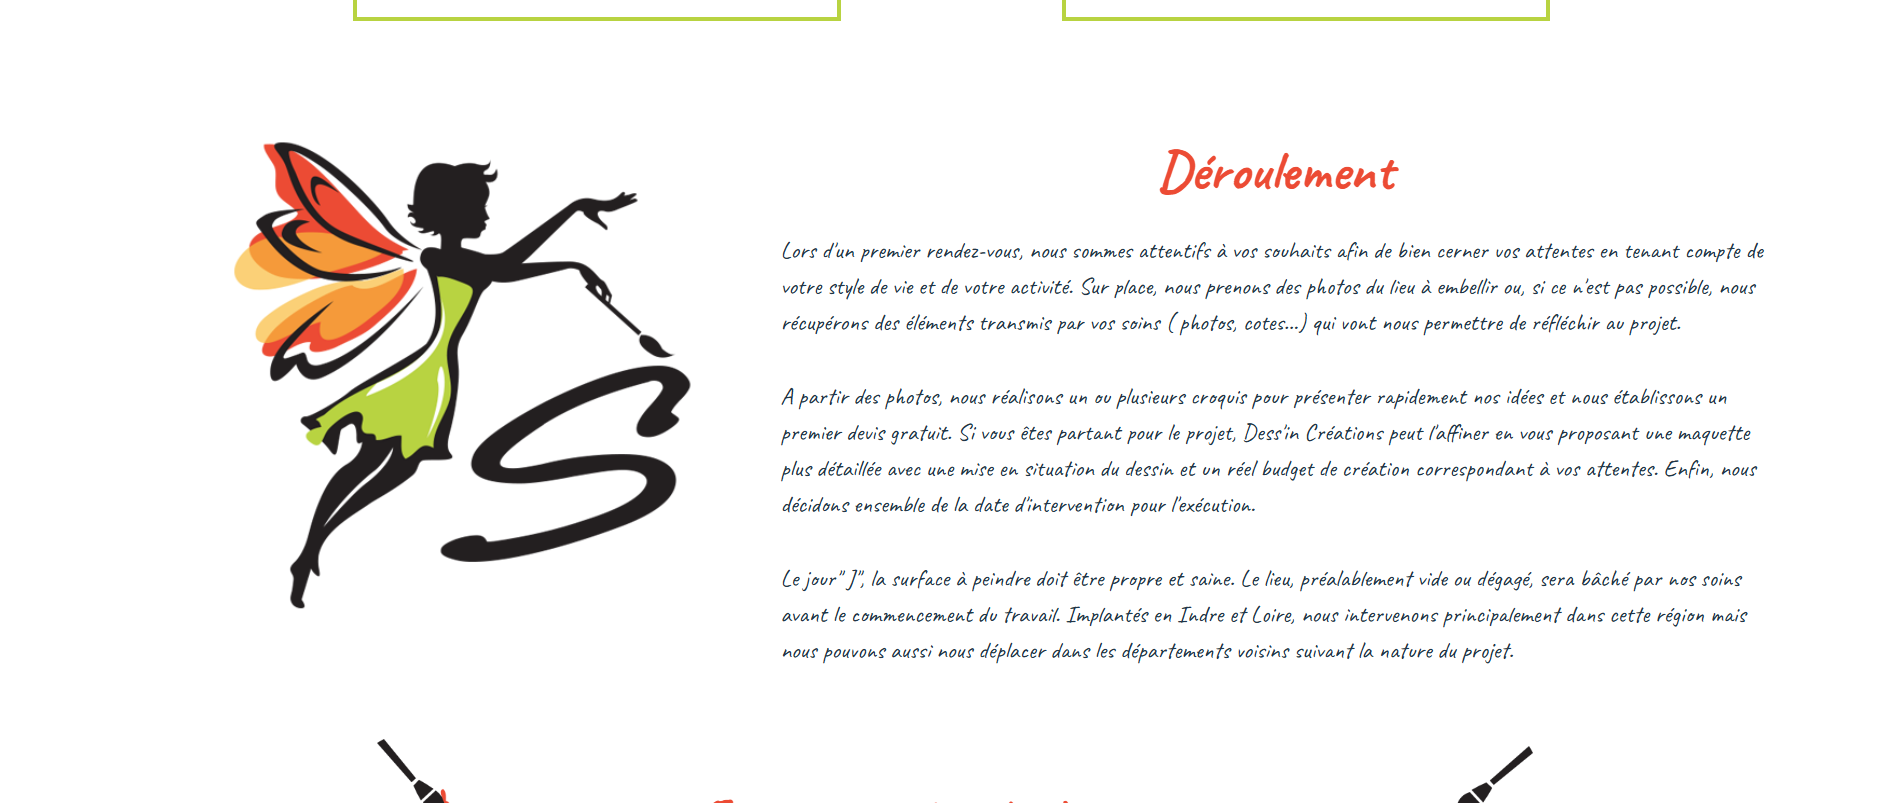 Déroulement
Lors d'un premier rendez-vous, nous sommes attentifs à vos souhaits afin de bien cerner vos attentes en tenant compte de
votre style de vie et de votre activité. Sur place, nous prenons des photos du lieu à embellir ou, si ce n'est pas possible, nous
récupérons des éléments transmis par vos soins ( photos, cotes...) qui vont nous permettre de réfléchir au projet.
A partir des photos, nous réalisons un ou plusieurs croquis pour présenter rapidement nos idées et nous établissons un
premier devis gratuit. Si vous êtes partant pour le projet, Dess'in Créations peut l'affiner en vous proposant une maquette
plus détaillée avec une mise en situation du dessin et un réel budget de création correspondant à vos attentes. Enfin, nous
décidons ensemble de la date d'intervention pour l'exécution.
Le jour" J", la surface à peindre doit être propre et saine. Le lieu, préalablement vide ou dégagé, sera bâché par nos soins
avant le commencement du travail. Implantés en Indre et Loire, nous intervenons principalement dans cette région mais
nous pouvons aussi nous déplacer dans les départements voisins suivant la nature du projet.